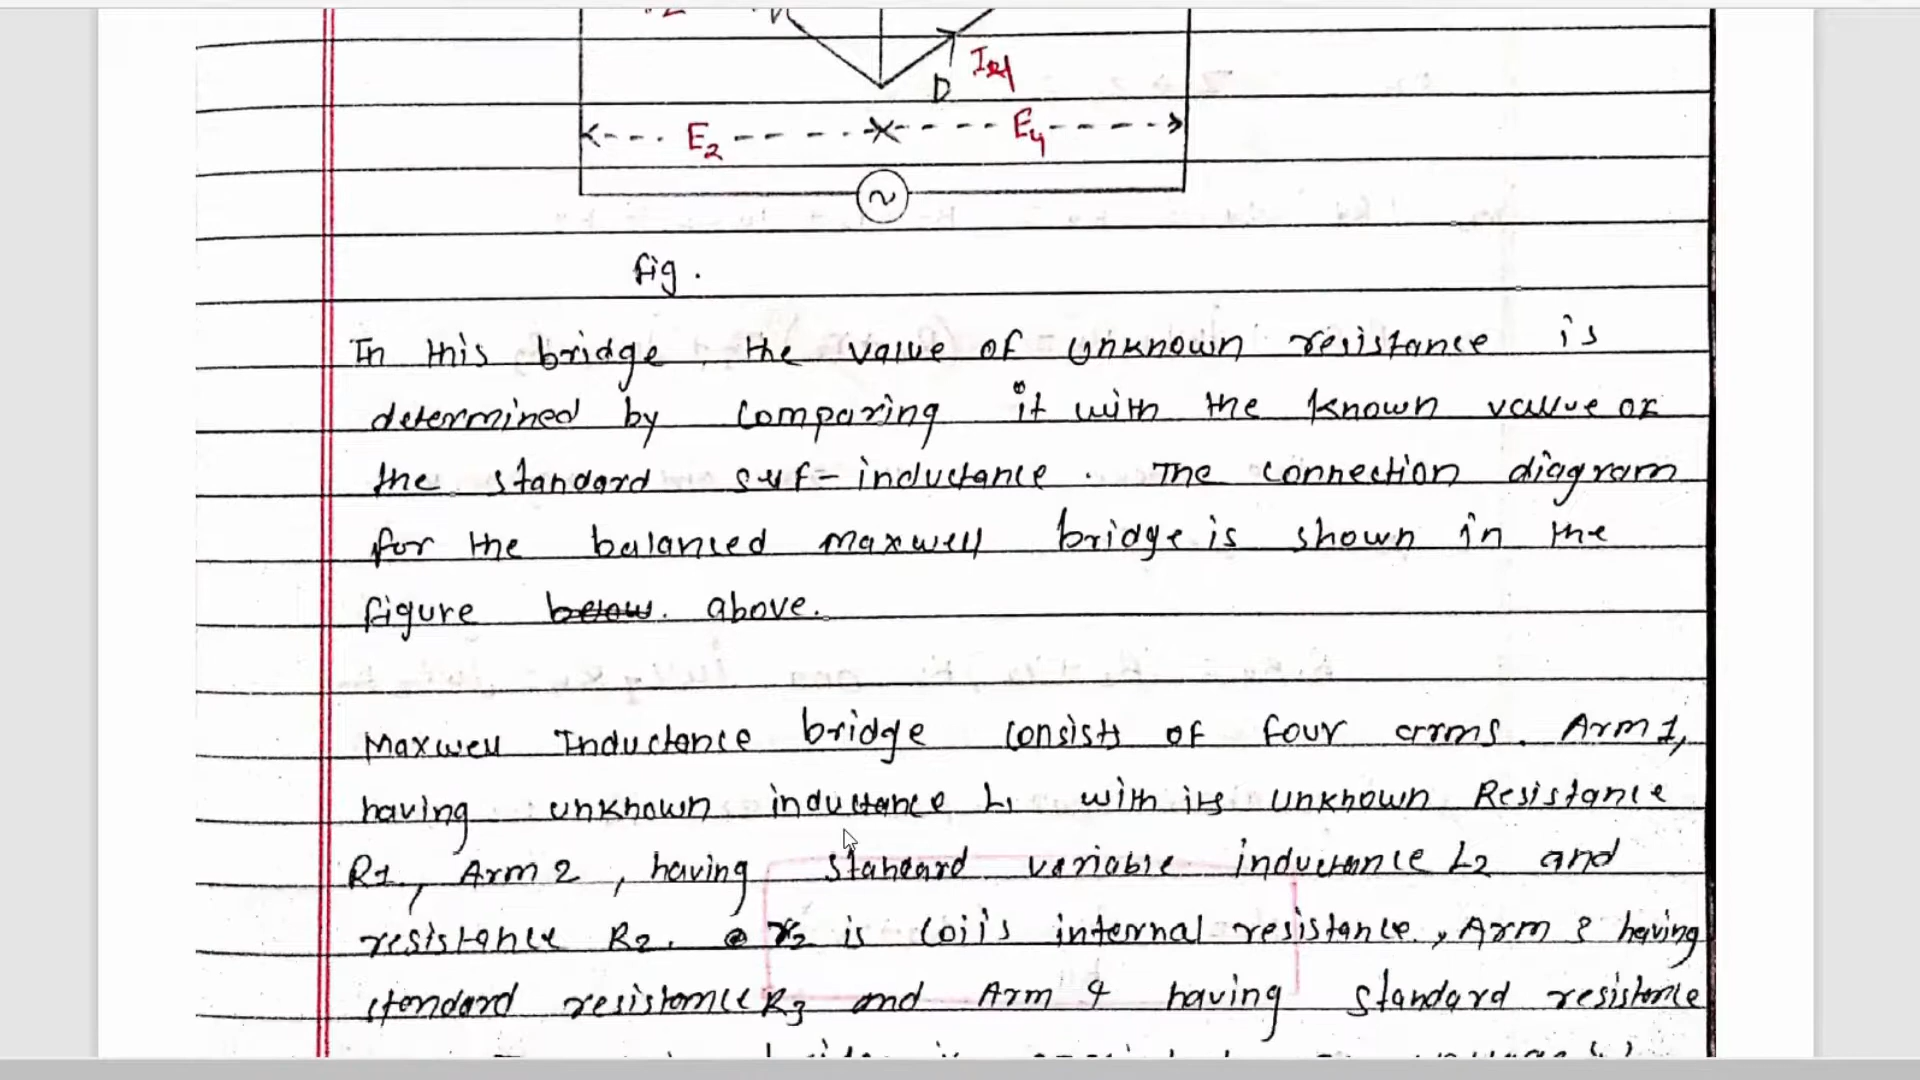 D
I
E2
E4
fig.
In this bridge the value of unknown resistance is
determined by comparing it with the known value of
the standard self-inductance. The connection diagram
for the balanced maxwell bridge is shown in the
figure below. above.
Maxwell Inductance bridge consists of four arms. Arm 1,
having unknown inductance L1 with its unknown Resistance
R1, Arm 2, having standard variable inductance L2 and
resistance R2. r2 is coil's internal resistance, Arm 3 having
standard resistance R3 and Arm 4 having standard resistance